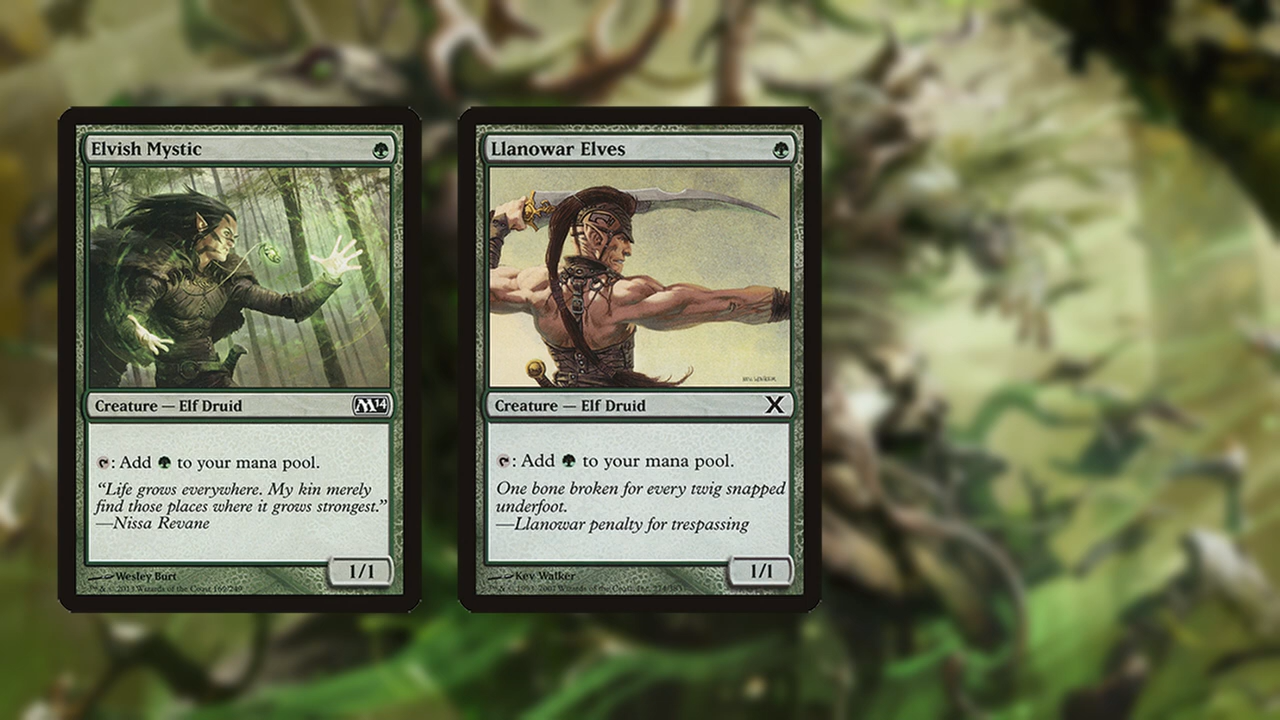 Elvish Mystic
Creature — Elf Druid
M14
: Add to your mana pool.
“Life grows everywhere. My kin merely
find those places where it grows strongest.”
—Nissa Revane
1/1
Wesley Burt
Llanowar Elves
Creature — Elf Druid
X
: Add to your mana pool.
One bone broken for every twig snapped
underfoot.
—Llanowar penalty for trespassing
1/1
Kev Walker